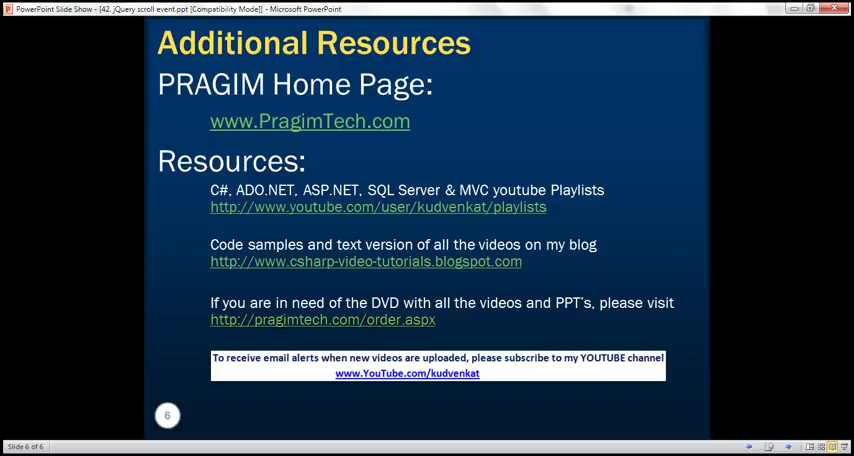 PowerPoint Slide Show - [42. jQuery scroll event.ppt [Compatibility Mode]] - Microsoft PowerPoint
Additional Resources
PRAGIM Home Page:
www.PragimTech.com
Resources:
C#, ADO.NET, ASP.NET, SQL Server & MVC youtube Playlists
http://www.youtube.com/user/kudvenkat/playlists
Code samples and text version of all the videos on my blog
http://www.csharp-video-tutorials.blogspot.com
If you are in need of the DVD with all the videos and PPT's, please visit
http://pragimtech.com/order.aspx
To receive email alerts when new videos are uploaded, please subscribe to my YOUTUBE channel
www.YouTube.com/kudvenkat
6
Slide 6 of 6